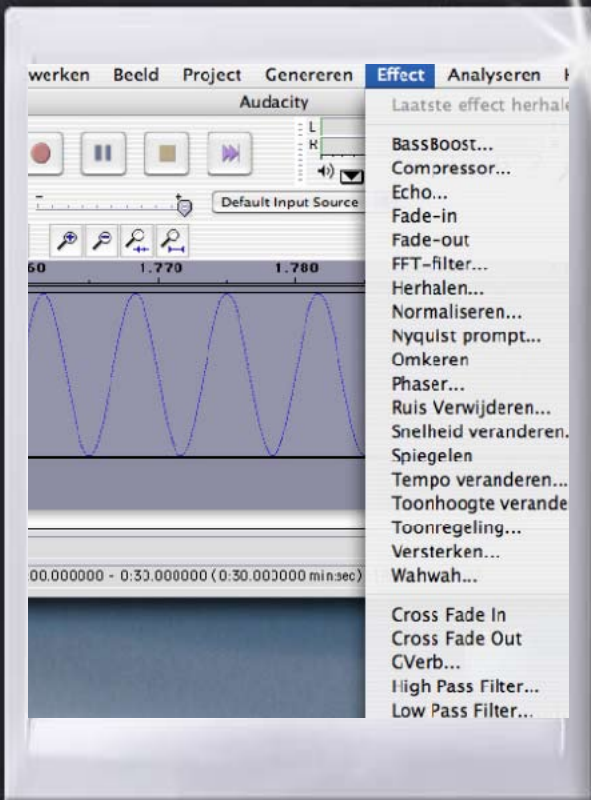 werken Beeld Project Genereren Effect Analyseren
Audacity
L
R
Default Input Source
60 1.770 1.780
00.000000 - 0:30.000000 (0:30.000000 min:sec)
Laatste effect herhale
BassBoost...
Compressor...
Echo...
Fade-in
Fade-out
FFT-filter...
Herhalen...
Normaliseren...
Nyquist prompt...
Omkeren
Phaser...
Ruis Verwijderen...
Snelheid veranderen.
Spiegelen
Tempo veranderen...
Toonhoogte verande
Toonregeling...
Versterken...
Wahwah...
Cross Fade In
Cross Fade Out
GVerb...
High Pass Filter...
Low Pass Filter...